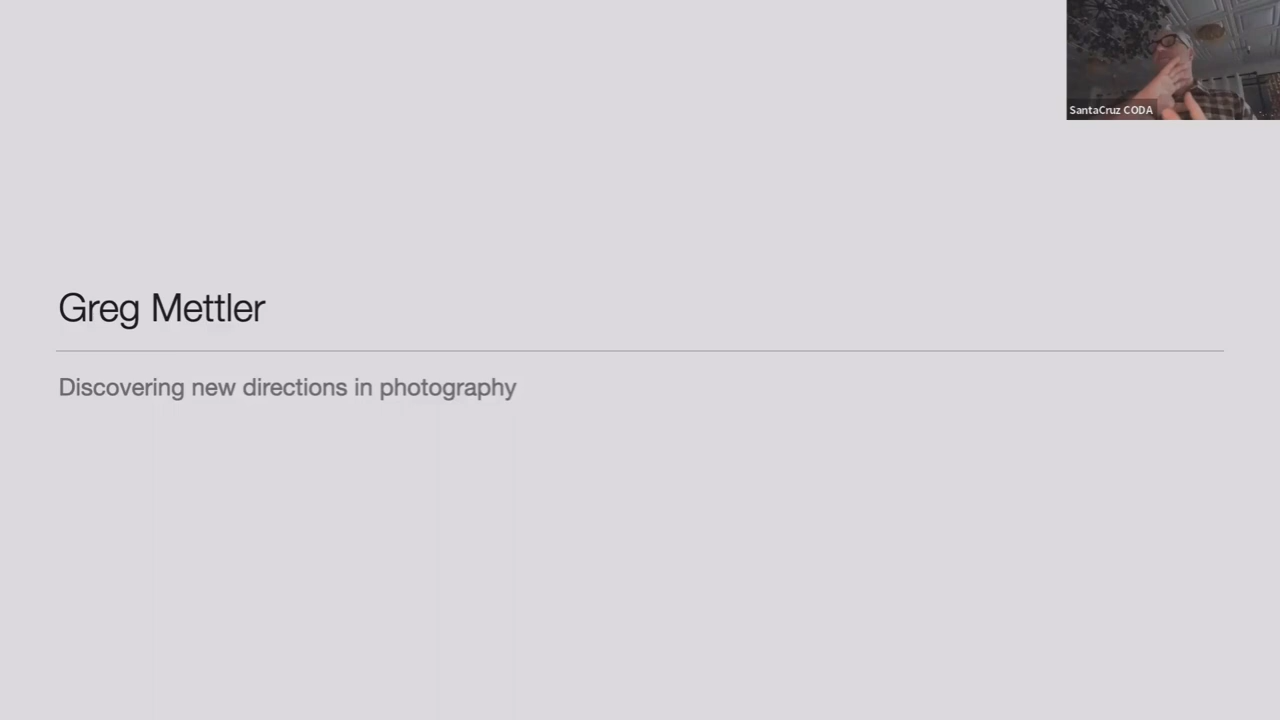 SantaCruz CODA
Greg Mettler
Discovering new directions in photography